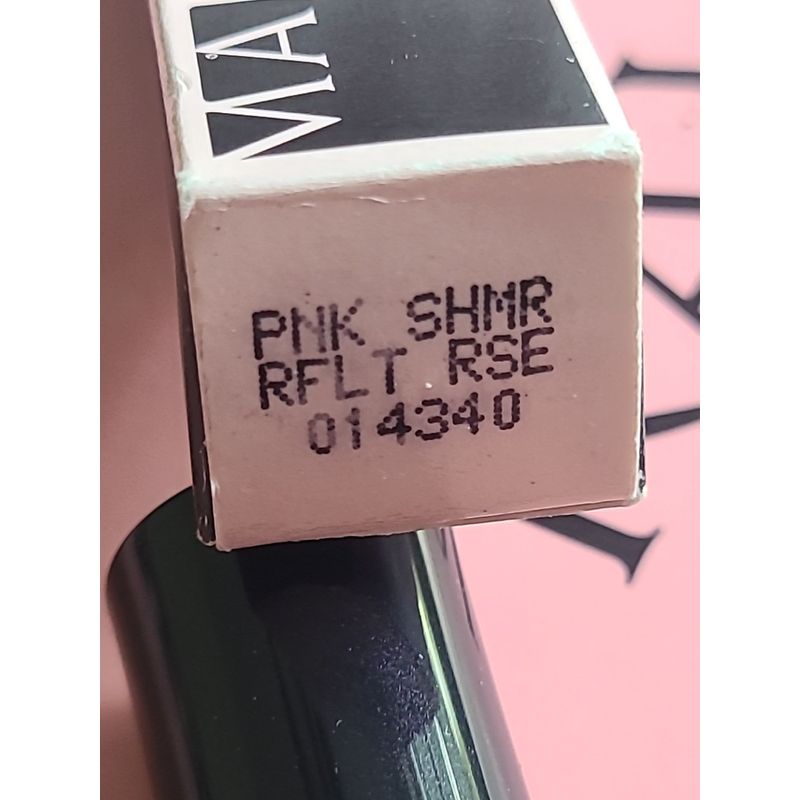 PNK SHMR
RFLT RSE
014340